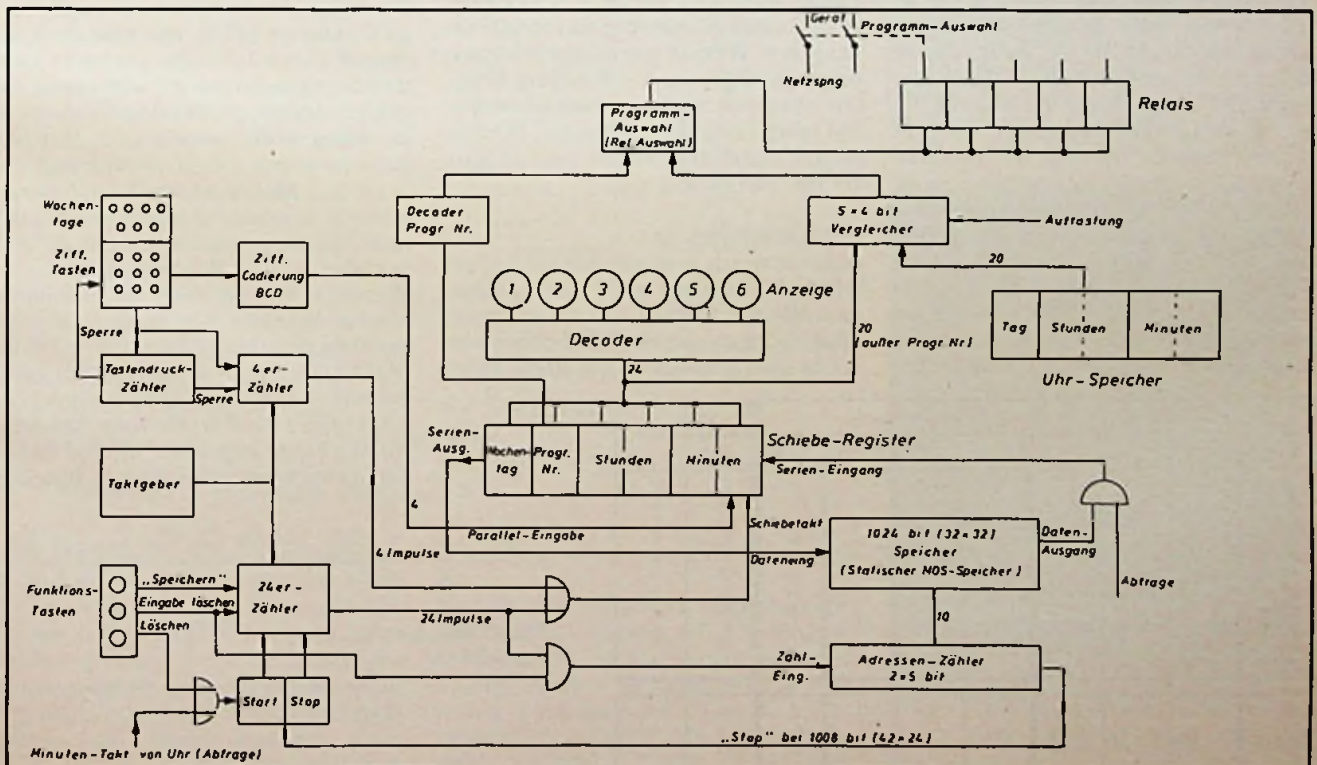 Gerät
Programm-Auswahl
Netzspng
Relais
Programm-
Auswahl
(Rel. Auswahl)
Wochen-
tage
Ziff.
Tasten
Ziff.
Codierung
BCD
Decoder
Progr. Nr.
5×4 bit
Vergleicher
Auftastung
20
1 2 3 4 5 6
Anzeige
Decoder
24
20
(außer Progr. Nr.)
Tag
Stunden
Minuten
Uhr-Speicher
Sperre
Tastendruck-
Zähler
Sperre
4er-
Zähler
Taktgeber
Serien-
Ausg.
Wochen-
tag
Progr.
Nr.
Stunden
Minuten
Schiebe-Register
Serien-Eingang
4
Parallel-Eingabe
Schiebetakt
4 Impulse
Dateneing
1024 bit (32×32)
Speicher
(Statischer MOS-Speicher)
Daten-
Ausgang
Abfrage
10
Funktions-
Tasten
„Speichern“
Eingabe löschen
Löschen
24er-
Zähler
24 Impulse
Zähl-
Eing.
Adressen-Zähler
2×5 bit
Start
Stop
„Stop“ bei 1008 bit (42×24)
Minuten-Takt von Uhr (Abfrage)